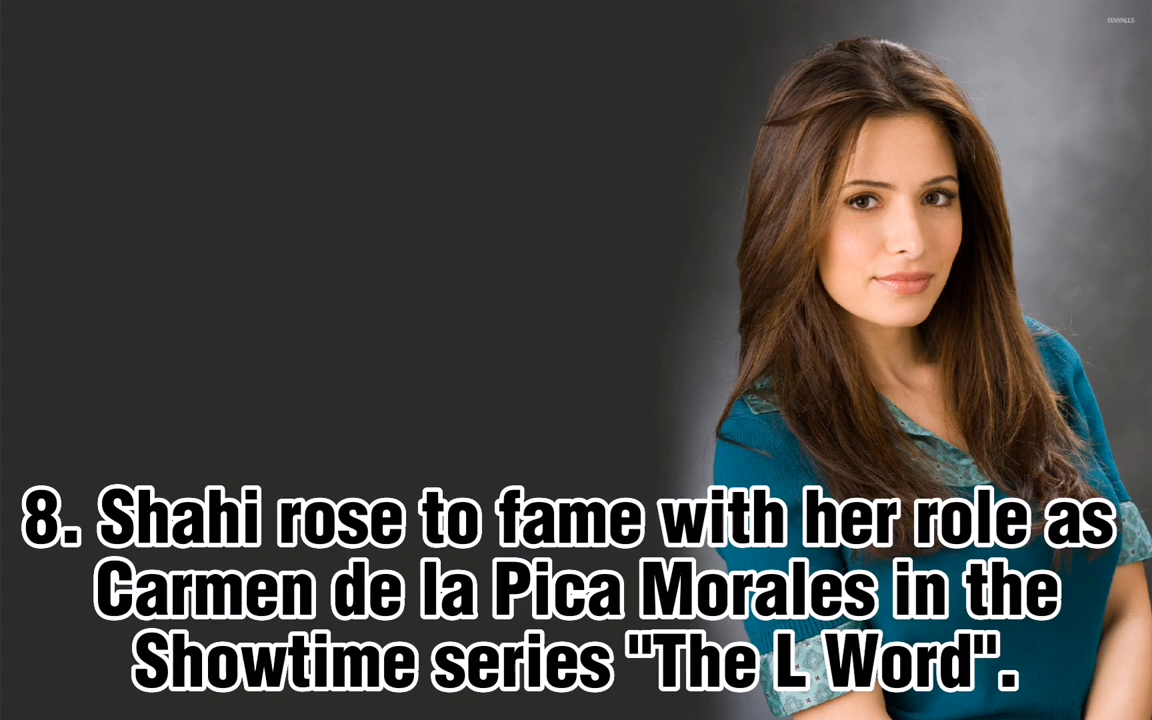 SUWALLS
8. Shahi rose to fame with her role as
Carmen de la Pica Morales in the
Showtime series "The L Word".